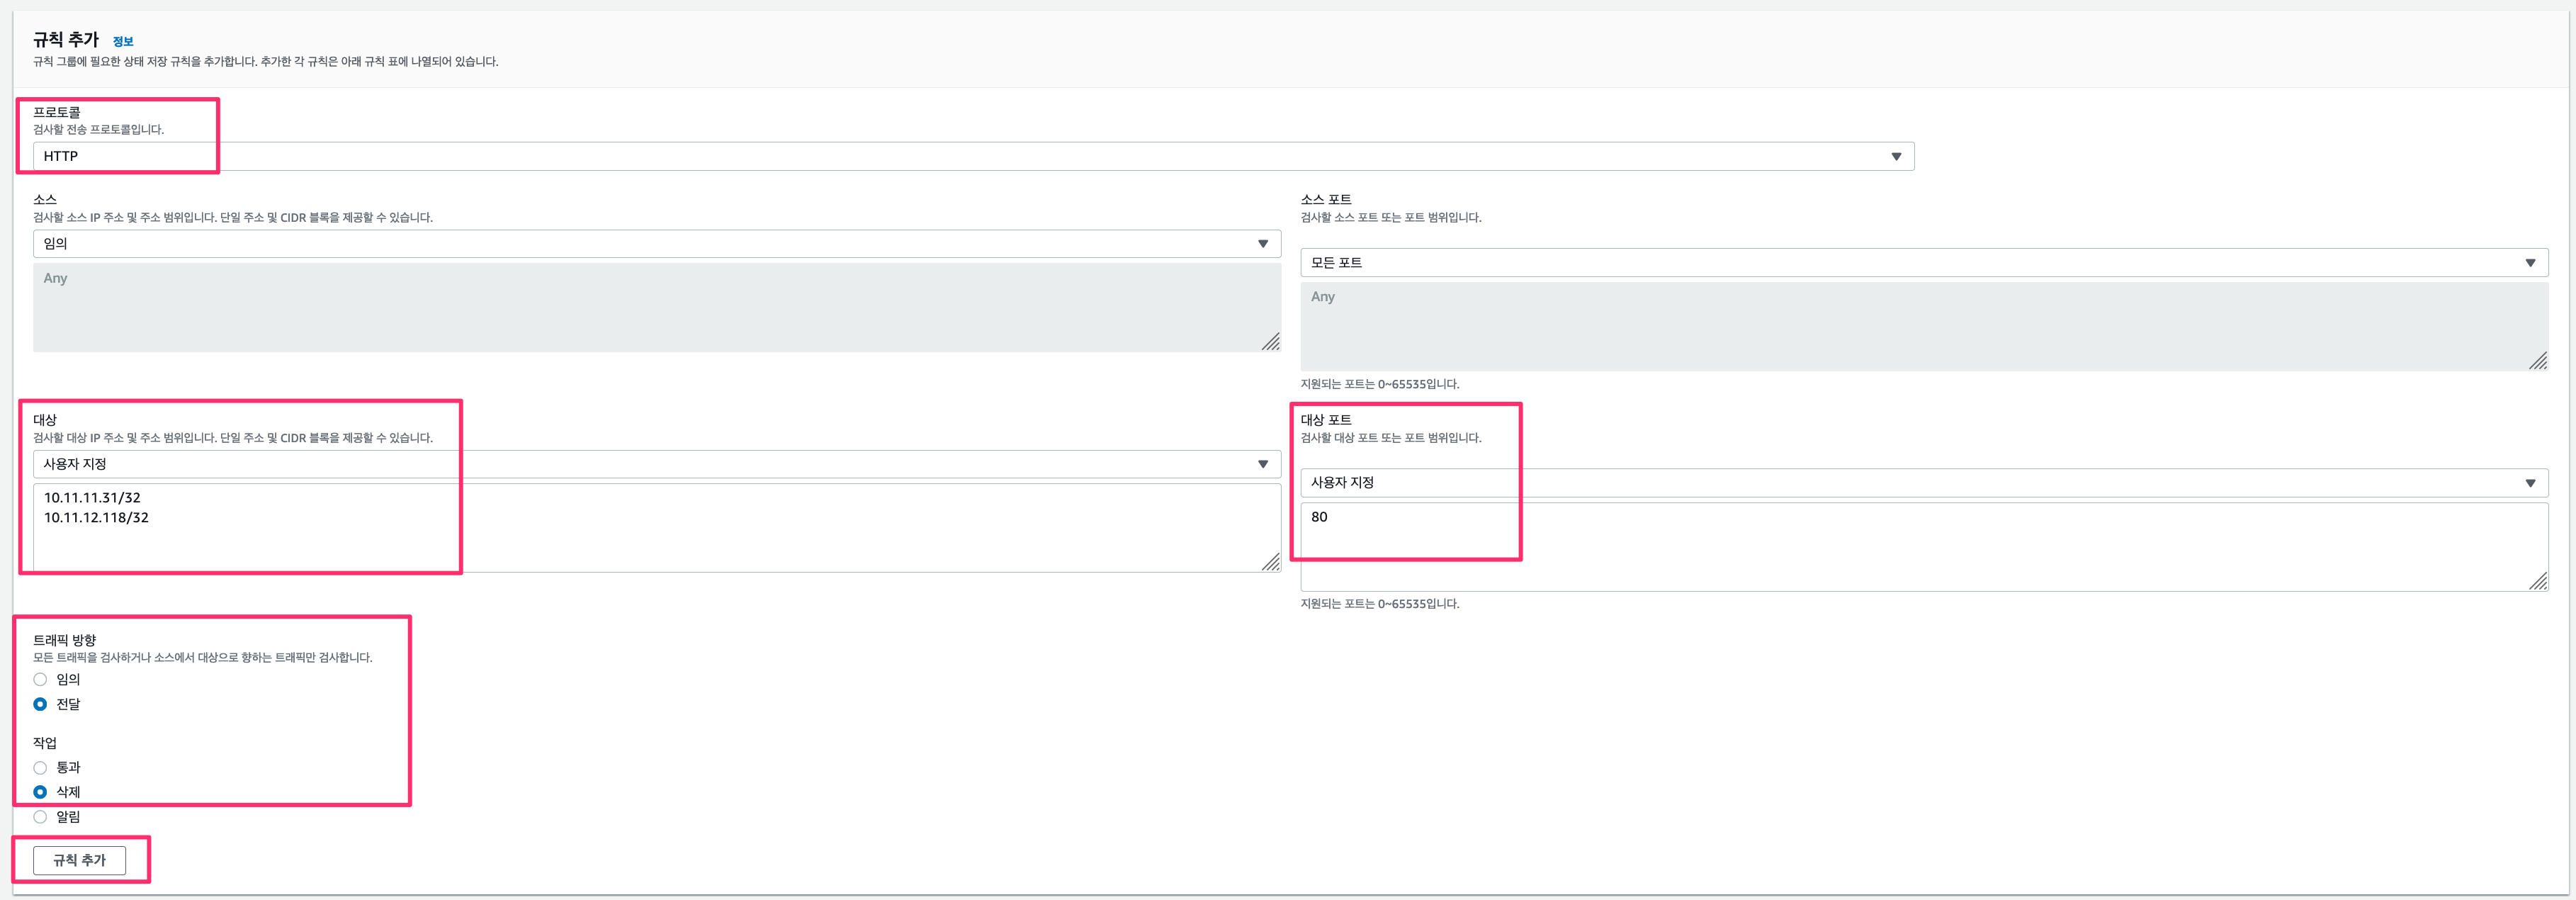 규칙 추가 정보
규칙 그룹에 필요한 상태 저장 규칙을 추가합니다. 추가한 각 규칙은 아래 규칙 표에 나열되어 있습니다.
프로토콜
검사할 전송 프로토콜입니다.
HTTP
소스
검사할 소스 IP 주소 및 주소 범위입니다. 단일 주소 및 CIDR 블록을 제공할 수 있습니다.
임의
Any
소스 포트
검사할 소스 포트 또는 포트 범위입니다.
모든 포트
Any
지원되는 포트는 0~65535입니다.
대상
검사할 대상 IP 주소 및 주소 범위입니다. 단일 주소 및 CIDR 블록을 제공할 수 있습니다.
사용자 지정
10.11.11.31/32
10.11.12.118/32
대상 포트
검사할 대상 포트 또는 포트 범위입니다.
사용자 지정
80
지원되는 포트는 0~65535입니다.
트래픽 방향
모든 트래픽을 검사하거나 소스에서 대상으로 향하는 트래픽만 검사합니다.
임의
전달
작업
통과
삭제
알림
규칙 추가